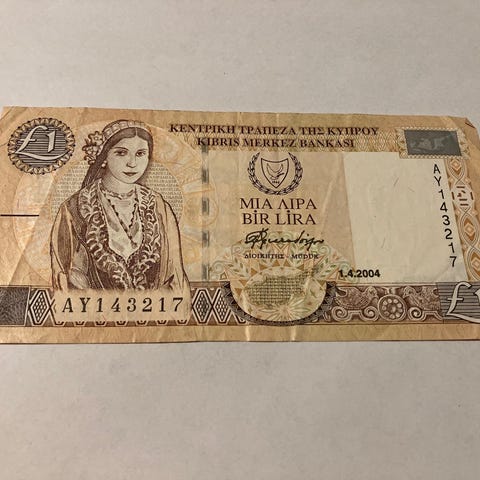 £1
ΚΕΝΤΡΙΚΗ ΤΡΑΠΕΖΑ ΤΗΣ ΚΥΠΡΟΥ
KIBRIS MERKEZ BANKASI
ΜΙΑ ΛΙΡΑ
BİR LİRA
ΔΙΟΙΚΗΤΗΣ - MÜDÜR
1.4.2004
AY143217
AY143217
£1